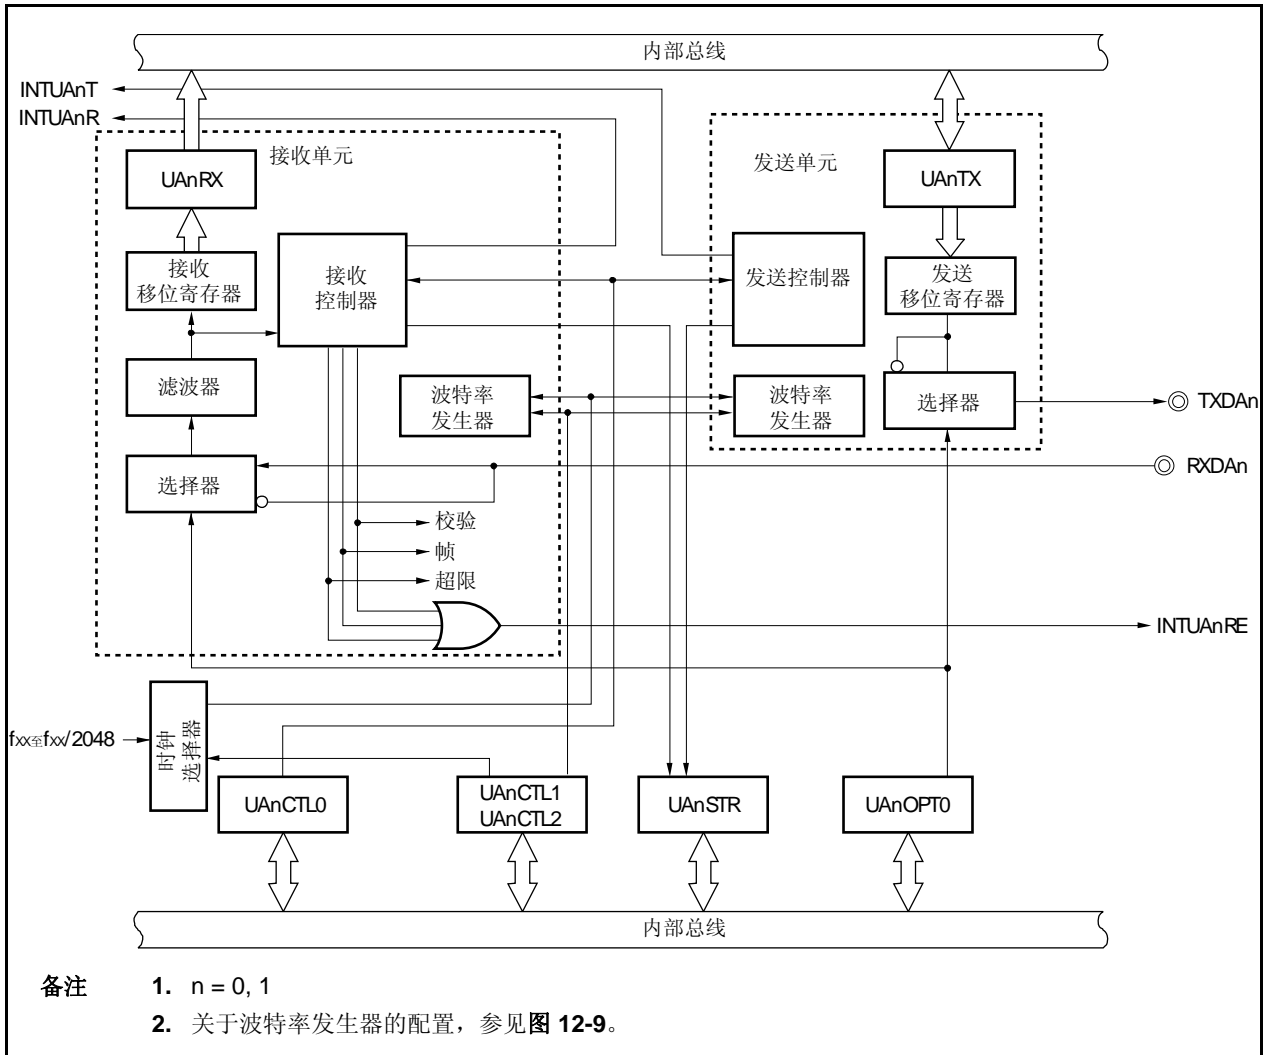 内部总线
INTUAnT
INTUAnR
接收单元
发送单元
UAnRX
UAnTX
接收
移位寄存器
接收
控制器
发送控制器
发送
移位寄存器
滤波器
波特率
发生器
波特率
发生器
选择器
TXDAn
选择器
RXDAn
校验
帧
超限
INTUAnRE
fxx至fxx/2048
时钟
选择器
UAnCTL0
UAnCTL1
UAnCTL2
UAnSTR
UAnOPT0
内部总线
备注 1. n = 0, 1
2. 关于波特率发生器的配置，参见图 12-9。